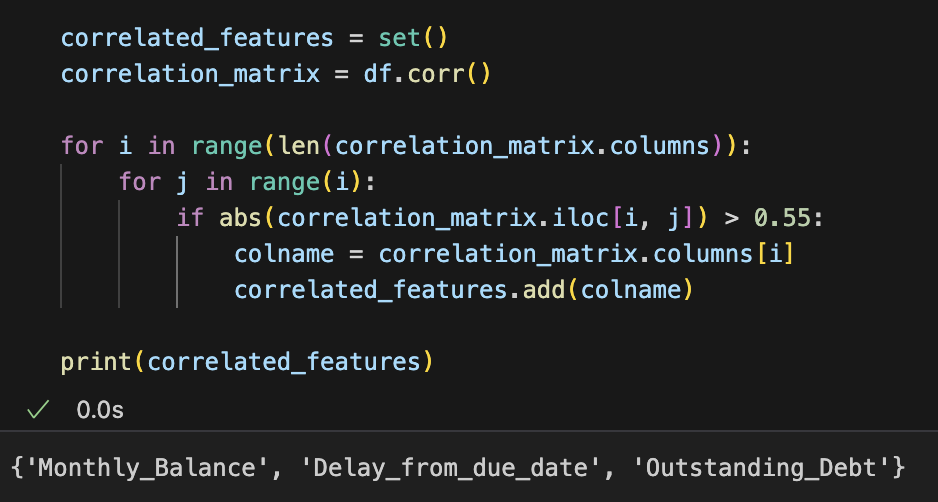 correlated_features = set()
correlation_matrix = df.corr()

for i in range(len(correlation_matrix.columns)):
    for j in range(i):
        if abs(correlation_matrix.iloc[i, j]) > 0.55:
            colname = correlation_matrix.columns[i]
            correlated_features.add(colname)

print(correlated_features)
✓ 0.0s
{'Monthly_Balance', 'Delay_from_due_date', 'Outstanding_Debt'}